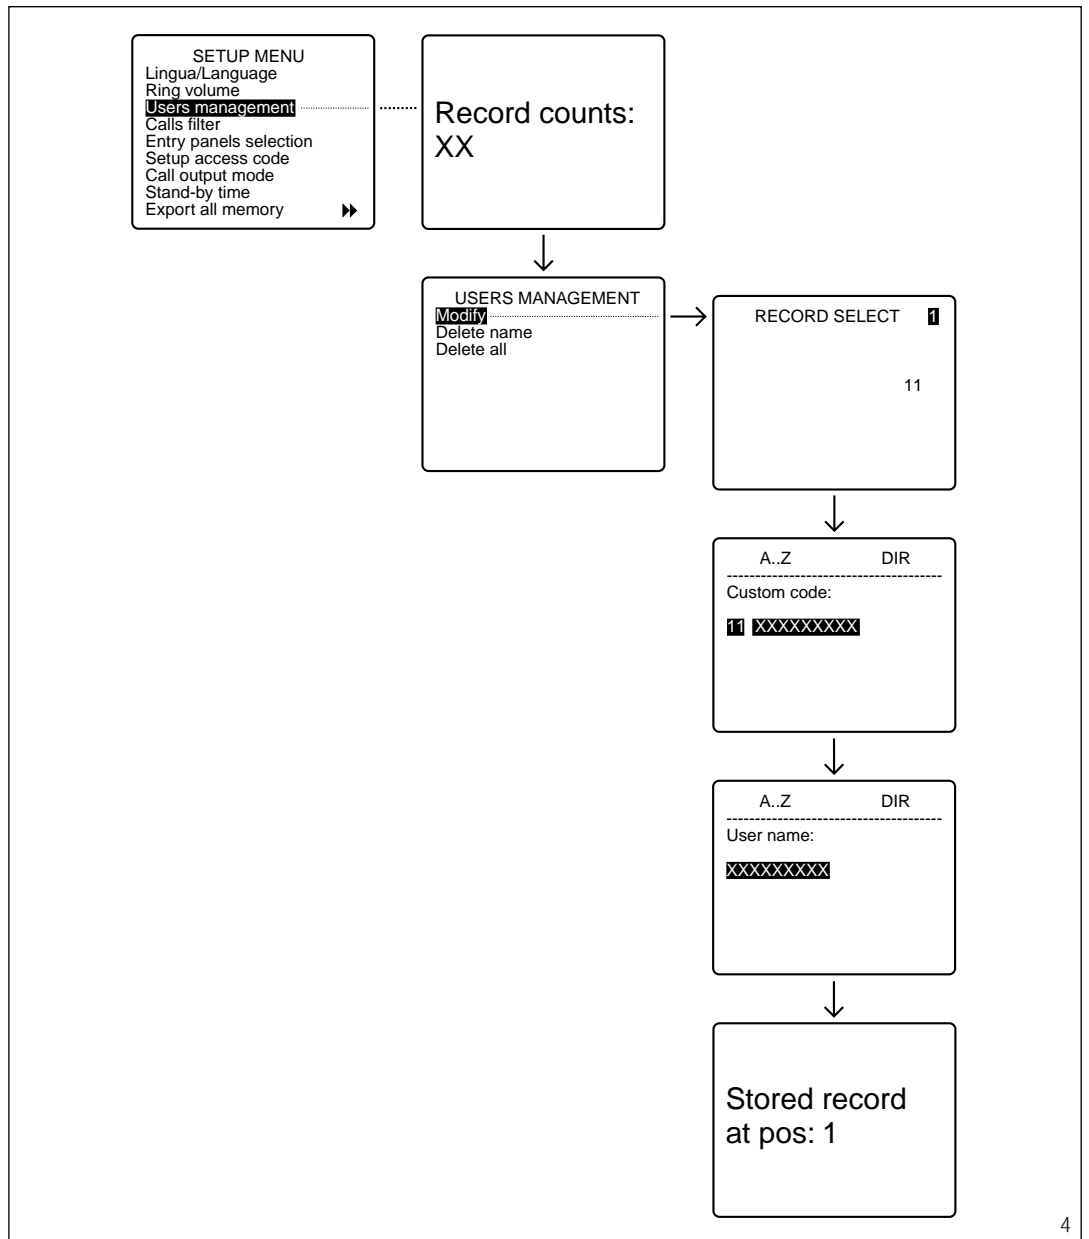 SETUP MENU
Lingua/Language
Ring volume
Users management
Calls filter
Entry panels selection
Setup access code
Call output mode
Stand-by time
Export all memory
Record counts:
XX
USERS MANAGEMENT
Modify
Delete name
Delete all
RECORD SELECT 1
11
A..Z DIR
Custom code:
11 XXXXXXXXX
A..Z DIR
User name:
XXXXXXXXX
Stored record
at pos: 1
4